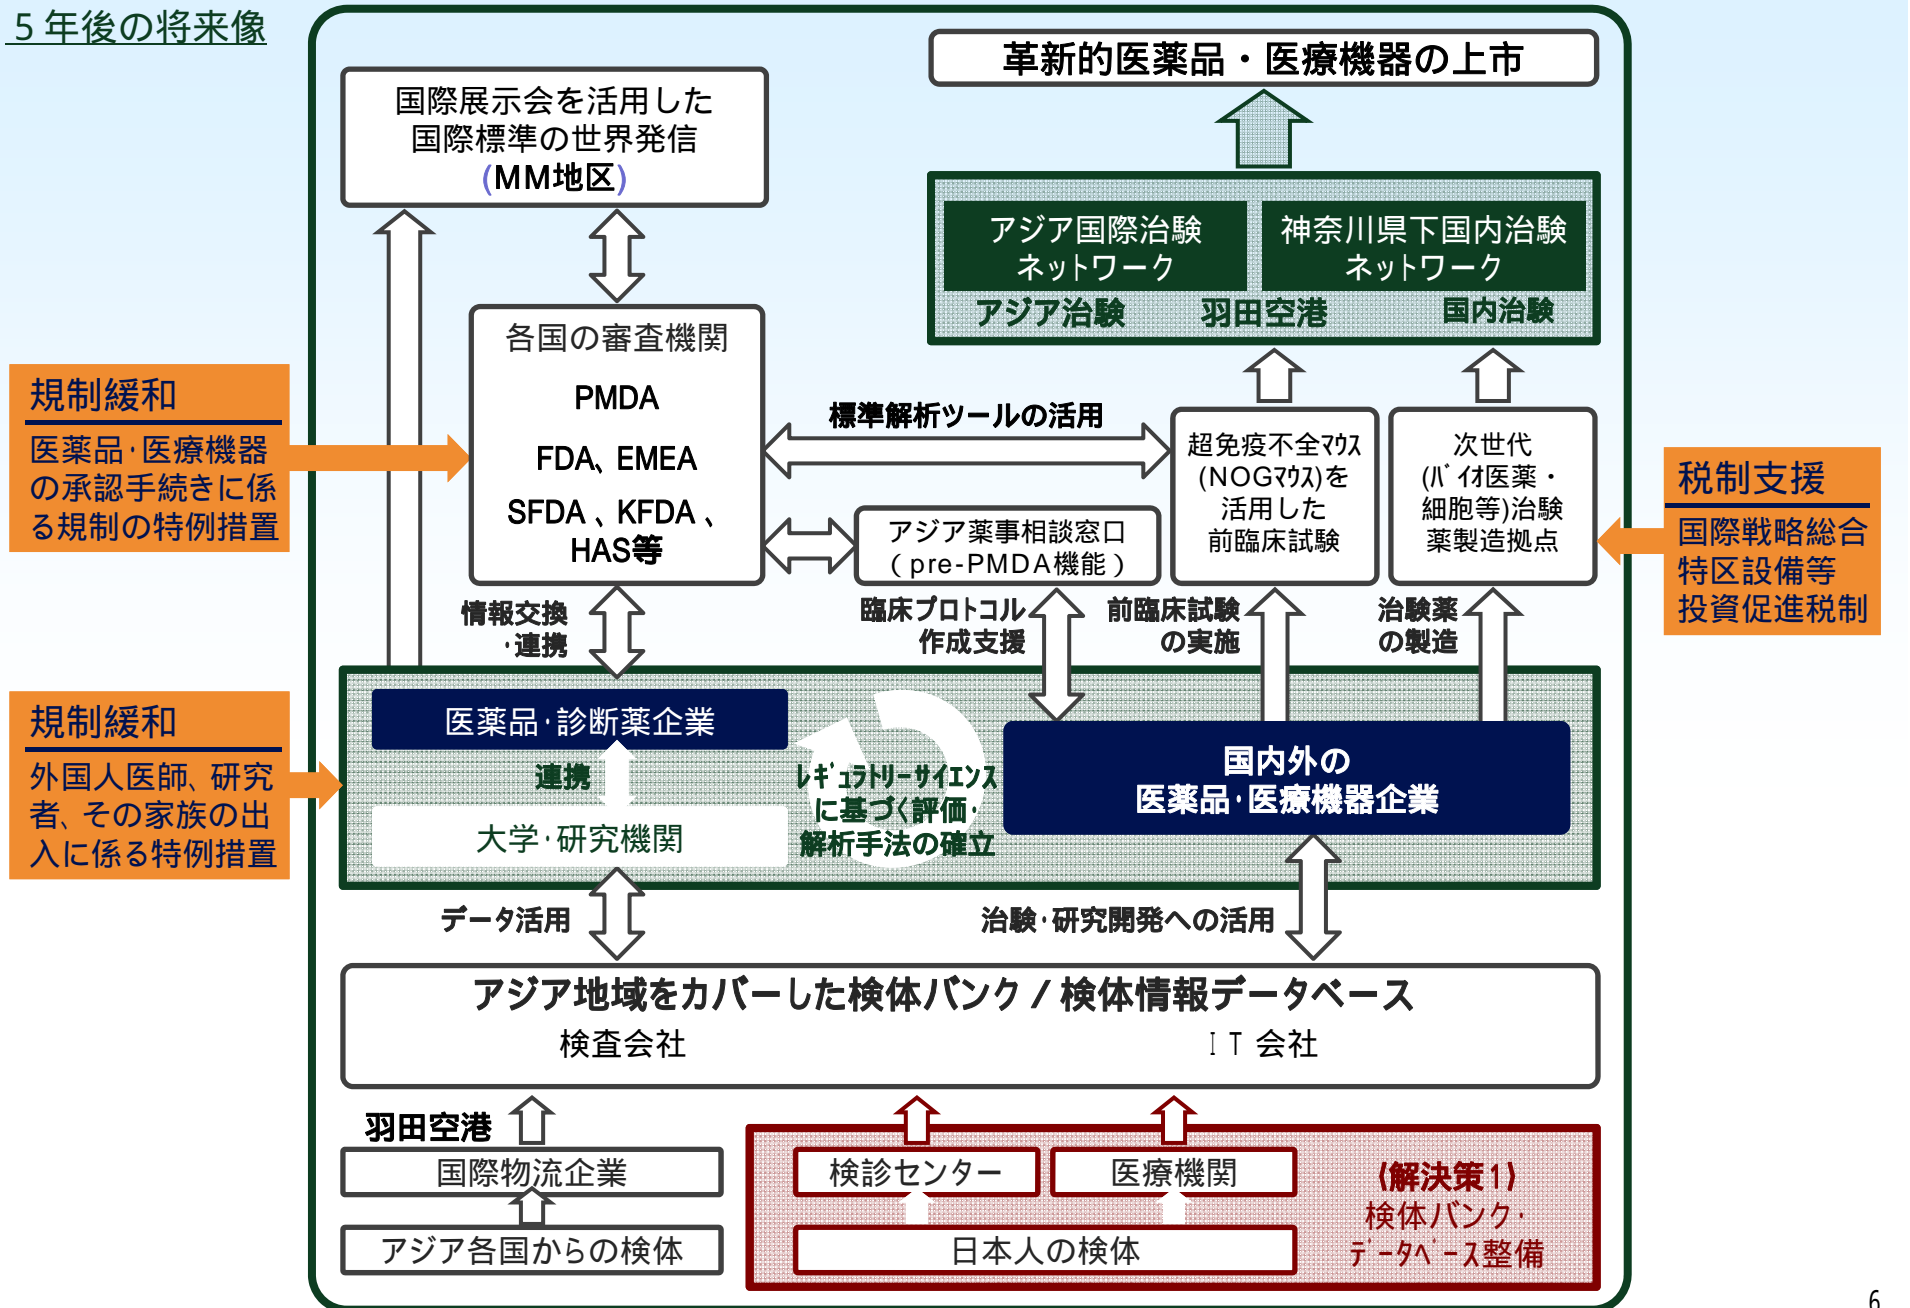 5年後の将来像
革新的医薬品・医療機器の上市
国際展示会を活用した
国際標準の世界発信
(MM地区)
アジア国際治験
ネットワーク
神奈川県下国内治験
ネットワーク
アジア治験
羽田空港
国内治験
各国の審査機関
PMDA
FDA、EMEA
SFDA 、KFDA 、
HAS等
規制緩和
医薬品・医療機器
の承認手続きに係
る規制の特例措置
標準解析ツールの活用
超免疫不全マウス
(NOGマウス)を
活用した
前臨床試験
次世代
(バイオ医薬・
細胞等)治験
薬製造拠点
税制支援
国際戦略総合
特区設備等
投資促進税制
アジア薬事相談窓口
(pre-PMDA機能)
情報交換
・連携
臨床プロトコル
作成支援
前臨床試験
の実施
治験薬
の製造
規制緩和
外国人医師、研究
者、その家族の出
入に係る特例措置
医薬品・診断薬企業
連携
大学・研究機関
レギュラトリーサイエンス
に基づく評価・
解析手法の確立
国内外の
医薬品・医療機器企業
データ活用
治験・研究開発への活用
アジア地域をカバーした検体バンク/検体情報データベース
検査会社
IT会社
羽田空港
国際物流企業
アジア各国からの検体
検診センター
医療機関
日本人の検体
(解決策1)
検体バンク・
データベース整備
6